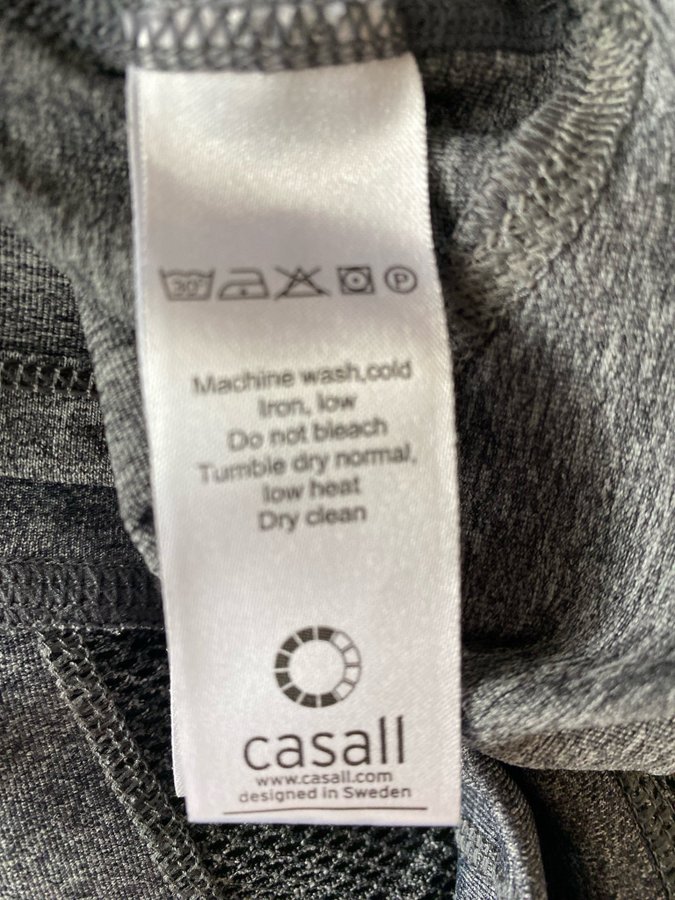 30°
P
Machine wash,cold
Iron, low
Do not bleach
Tumble dry normal,
low heat
Dry clean
casall
www.casall.com
designed in Sweden